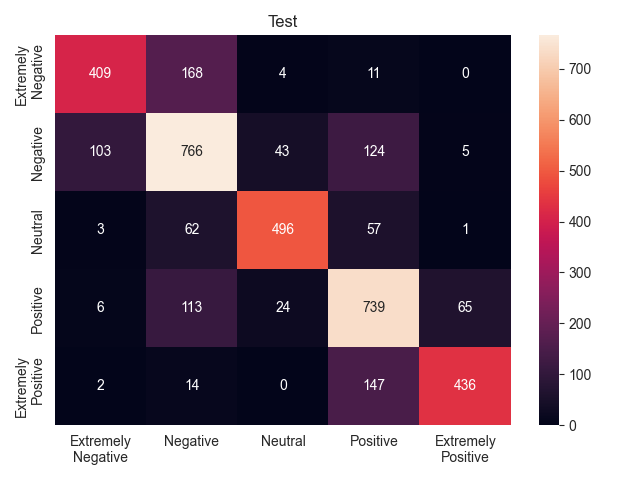 Test
Extremely
Negative
409 168 4 11 0
700
600
Negative
103 766 43 124 5
500
Neutral
3 62 496 57 1
400
300
Positive
6 113 24 739 65
200
Extremely
Positive
2 14 0 147 436
100
0
Extremely
Negative
Negative
Neutral
Positive
Extremely
Positive